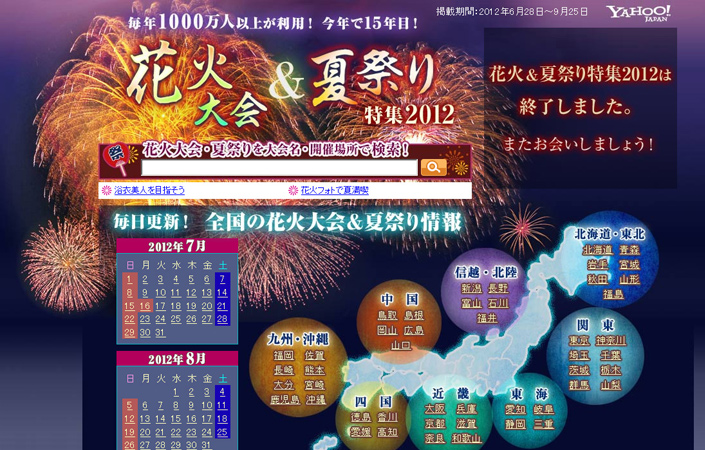 掲載期間：2012年6月28日～9月25日
YAHOO!
JAPAN
毎年1000万人以上が利用！ 今年で15年目！
花火大会＆夏祭り
特集2012
花火＆夏祭り特集2012は
終了しました。
またお会いしましょう！
祭
花火大会・夏祭りを大会名・開催場所で検索！
浴衣美人を目指そう 花火フォトで夏満喫
毎日更新！ 全国の花火大会＆夏祭り情報
2012年 7月
日 月 火 水 木 金 土
1 2 3 4 5 6 7
8 9 10 11 12 13 14
15 16 17 18 19 20 21
22 23 24 25 26 27 28
29 30 31
2012年 8月
日 月 火 水 木 金 土
1 2 3 4
5 6 7 8 9 10 11
12 13 14 15 16 17 18
19 20 21 22 23 24 25
26 27 28 29 30 31
北海道・東北
北海道 青森
岩手 宮城
秋田 山形
福島
信越・北陸
新潟 長野
富山 石川
福井
中国
鳥取 島根
岡山 広島
山口
関東
東京 神奈川
埼玉 千葉
茨城 栃木
群馬 山梨
九州・沖縄
福岡 佐賀
長崎 熊本
大分 宮崎
鹿児島 沖縄
四国
徳島 香川
愛媛 高知
近畿
大阪 兵庫
京都 滋賀
奈良 和歌山
東海
愛知 岐阜
静岡 三重